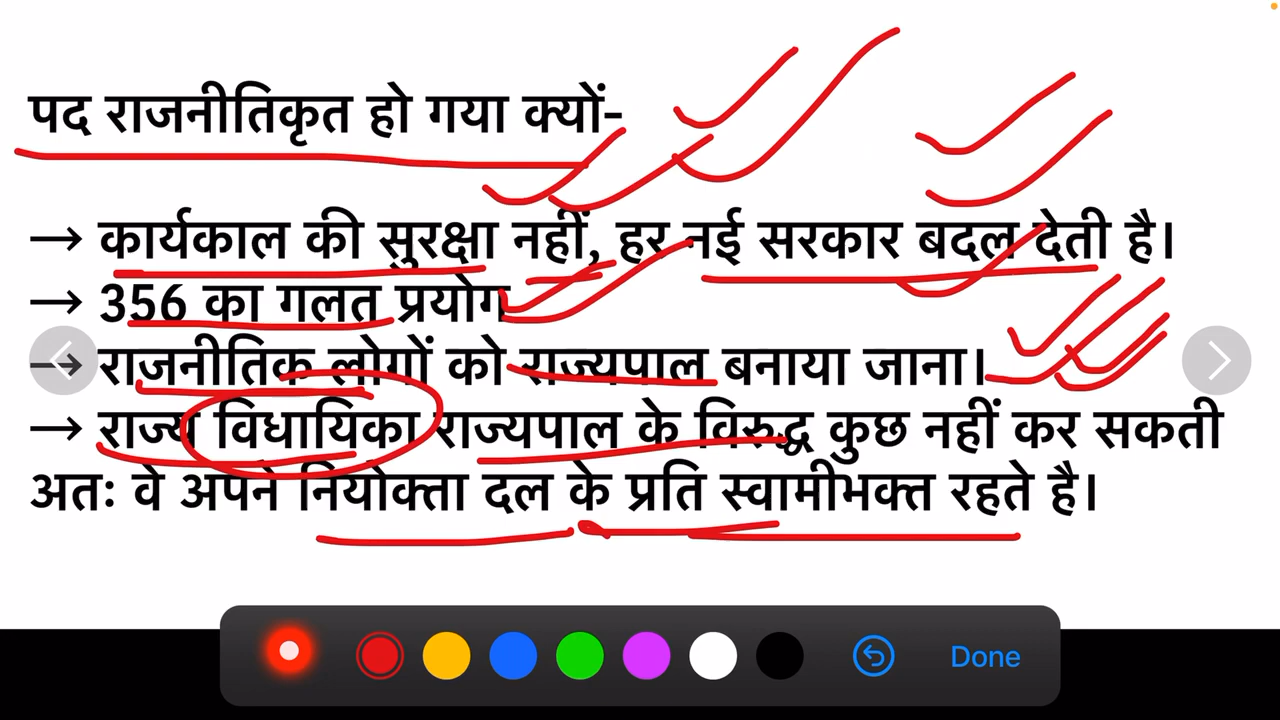 पद राजनीतिकृत हो गया क्यों-
→ कार्यकाल की सुरक्षा नहीं, हर नई सरकार बदल देती है।
→ 356 का गलत प्रयोग
→ राजनीतिक लोगों को राज्यपाल बनाया जाना।
→ राज्य विधायिका राज्यपाल के विरुद्ध कुछ नहीं कर सकती
अतः वे अपने नियोक्ता दल के प्रति स्वामीभक्त रहते है।
Done